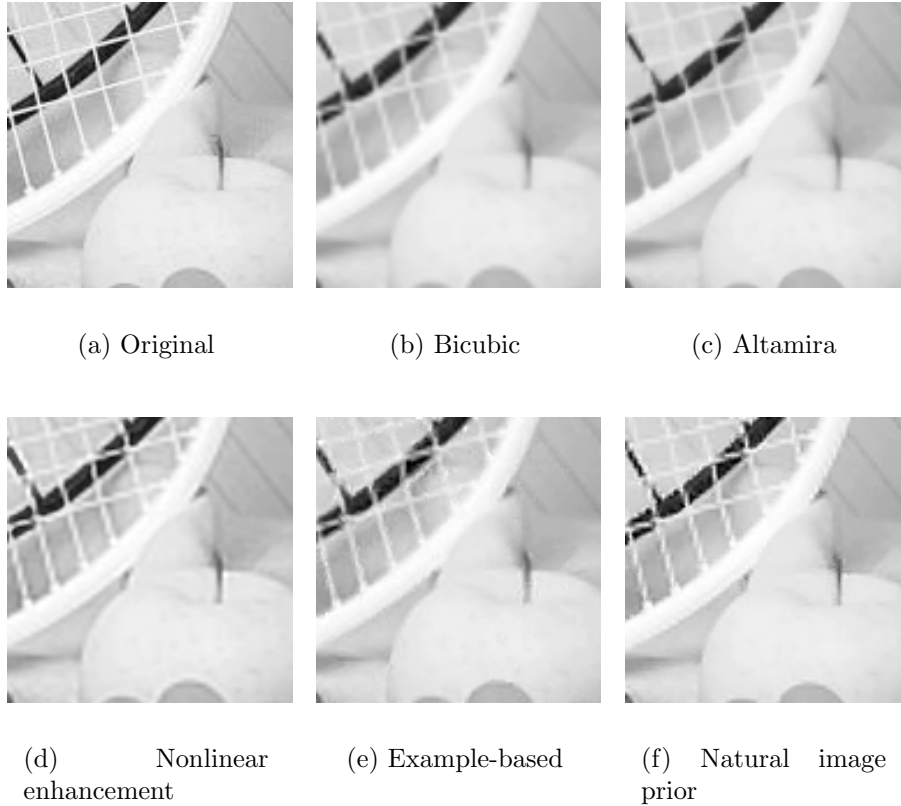 (a) Original
(b) Bicubic
(c) Altamira
(d) Nonlinear
enhancement
(e) Example-based
(f) Natural image
prior